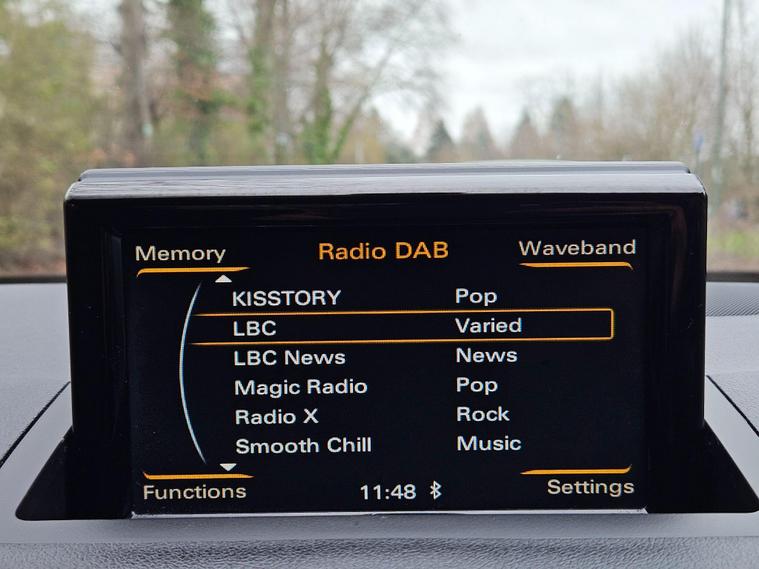 Memory Radio DAB Waveband
KISSTORY Pop
LBC Varied
LBC News News
Magic Radio Pop
Radio X Rock
Smooth Chill Music
Functions 11:48 Settings